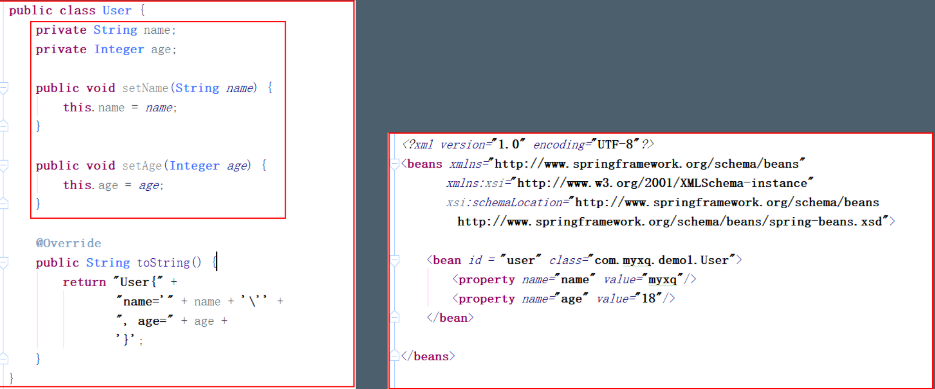 public class User {
private String name;
private Integer age;
public void setName(String name) {
this.name = name;
}
public void setAge(Integer age) {
this.age = age;
}
@Override
public String toString() {
return "User{" +
"name='" + name + '\'' +
", age=" + age +
'}';
}
}
<?xml version="1.0" encoding="UTF-8"?>
<beans xmlns="http://www.springframework.org/schema/beans"
xmlns:xsi="http://www.w3.org/2001/XMLSchema-instance"
xsi:schemaLocation="http://www.springframework.org/schema/beans
http://www.springframework.org/schema/beans/spring-beans.xsd">
<bean id = "user" class="com.myxq.demo1.User">
<property name="name" value="myxq"/>
<property name="age" value="18"/>
</bean>
</beans>